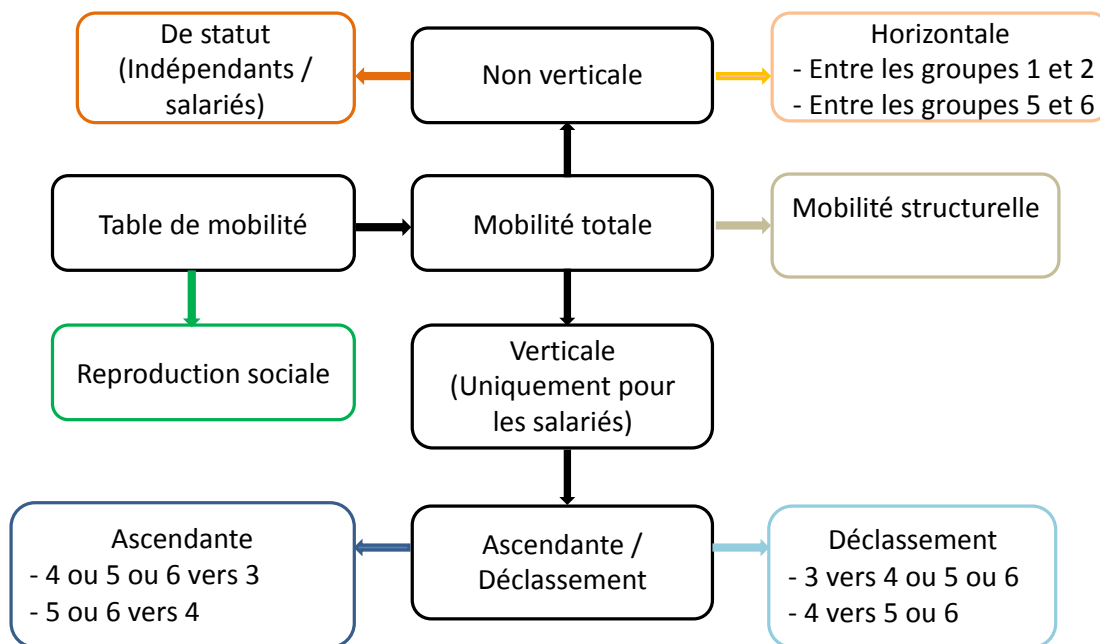 De statut
(Indépendants /
salariés)
Non verticale
Horizontale
- Entre les groupes 1 et 2
- Entre les groupes 5 et 6
Table de mobilité
Mobilité totale
Mobilité structurelle
Reproduction sociale
Verticale
(Uniquement pour
les salariés)
Ascendante
- 4 ou 5 ou 6 vers 3
- 5 ou 6 vers 4
Ascendante /
Déclassement
Déclassement
- 3 vers 4 ou 5 ou 6
- 4 vers 5 ou 6